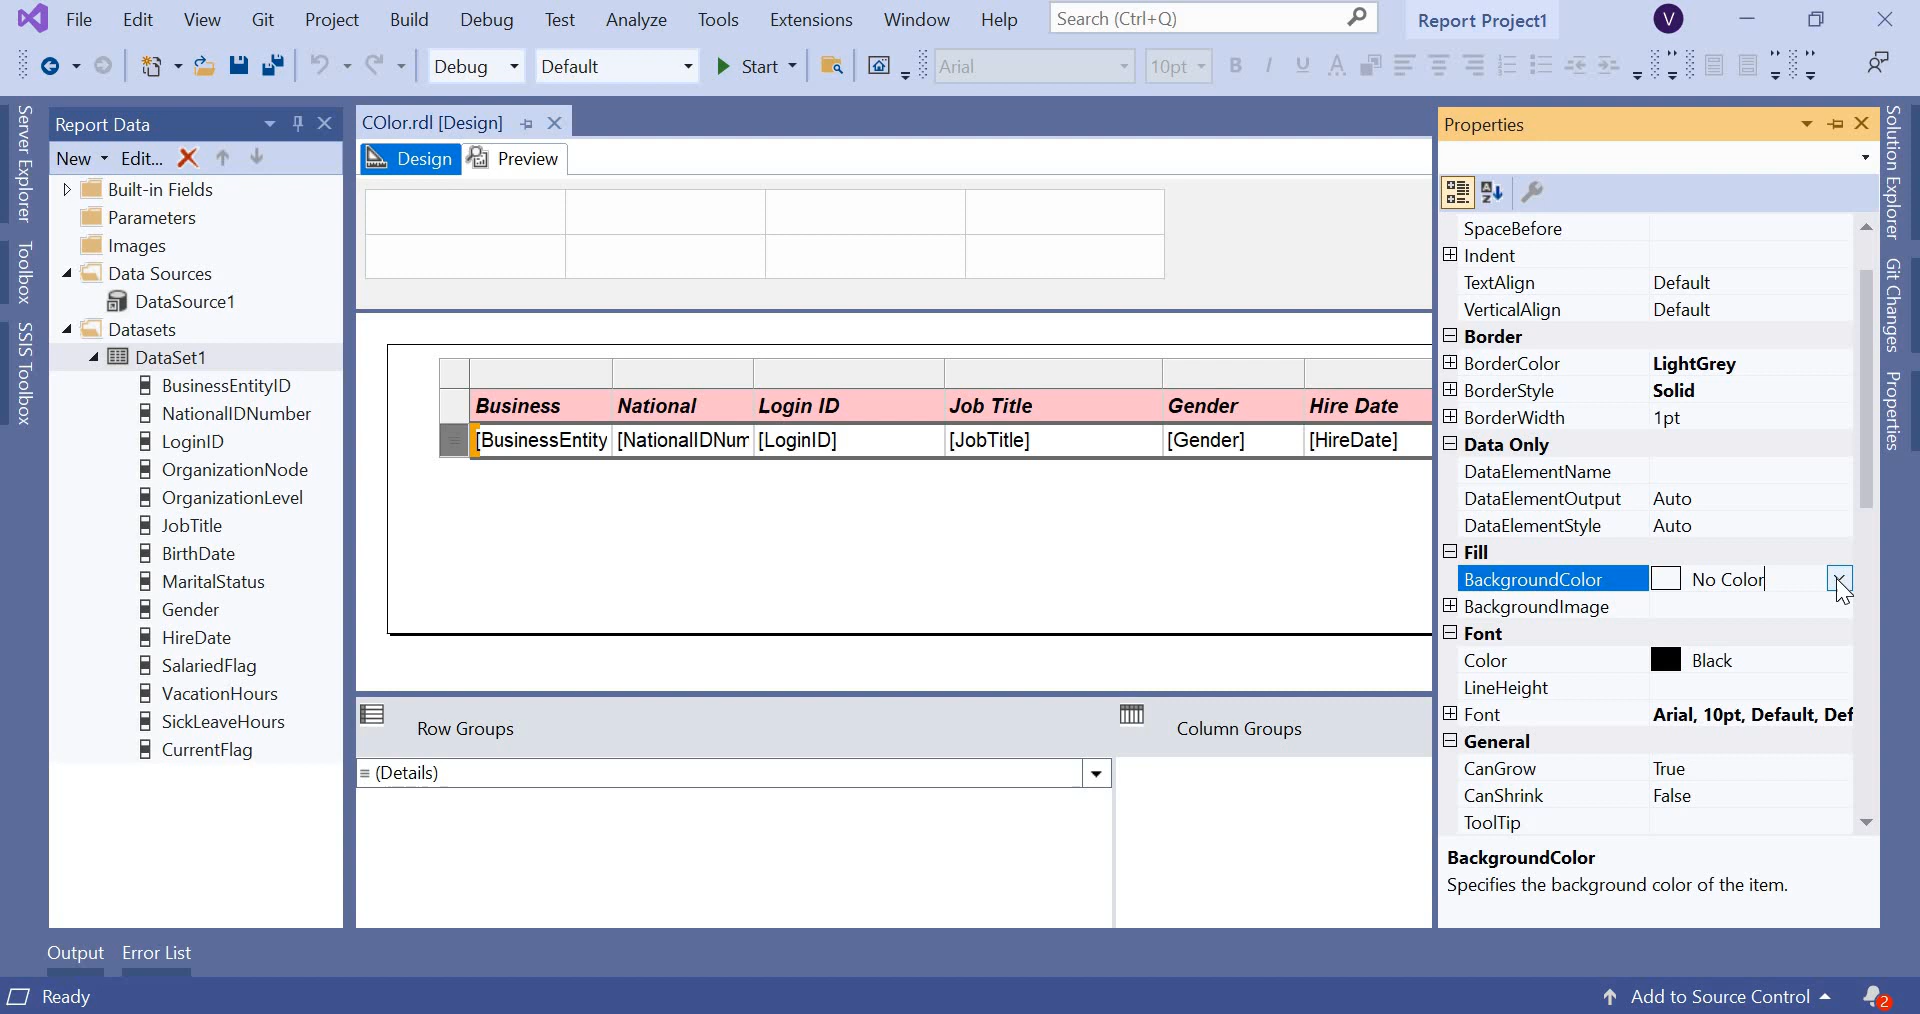 File Edit View Git Project Build Debug Test Analyze Tools Extensions Window Help Search (Ctrl+Q) Report Project1 V
Debug Default Start Arial 10pt B I U A
Server Explorer
Toolbox
SSIS Toolbox
Report Data
New Edit...
Built-in Fields
Parameters
Images
Data Sources
DataSource1
Datasets
DataSet1
BusinessEntityID
NationalIDNumber
LoginID
OrganizationNode
OrganizationLevel
JobTitle
BirthDate
MaritalStatus
Gender
HireDate
SalariedFlag
VacationHours
SickLeaveHours
CurrentFlag
COlor.rdl [Design]
Design Preview
Business National Login ID Job Title Gender Hire Date
[BusinessEntity [NationalIDNum [LoginID] [JobTitle] [Gender] [HireDate]
Row Groups Column Groups
(Details)
Properties
SpaceBefore
Indent
TextAlign Default
VerticalAlign Default
Border
BorderColor LightGrey
BorderStyle Solid
BorderWidth 1pt
Data Only
DataElementName
DataElementOutput Auto
DataElementStyle Auto
Fill
BackgroundColor No Color
BackgroundImage
Font
Color Black
LineHeight
Font Arial, 10pt, Default, Def
General
CanGrow True
CanShrink False
ToolTip
BackgroundColor
Specifies the background color of the item.
Solution Explorer
Git Changes
Properties
Output Error List
Ready Add to Source Control 2